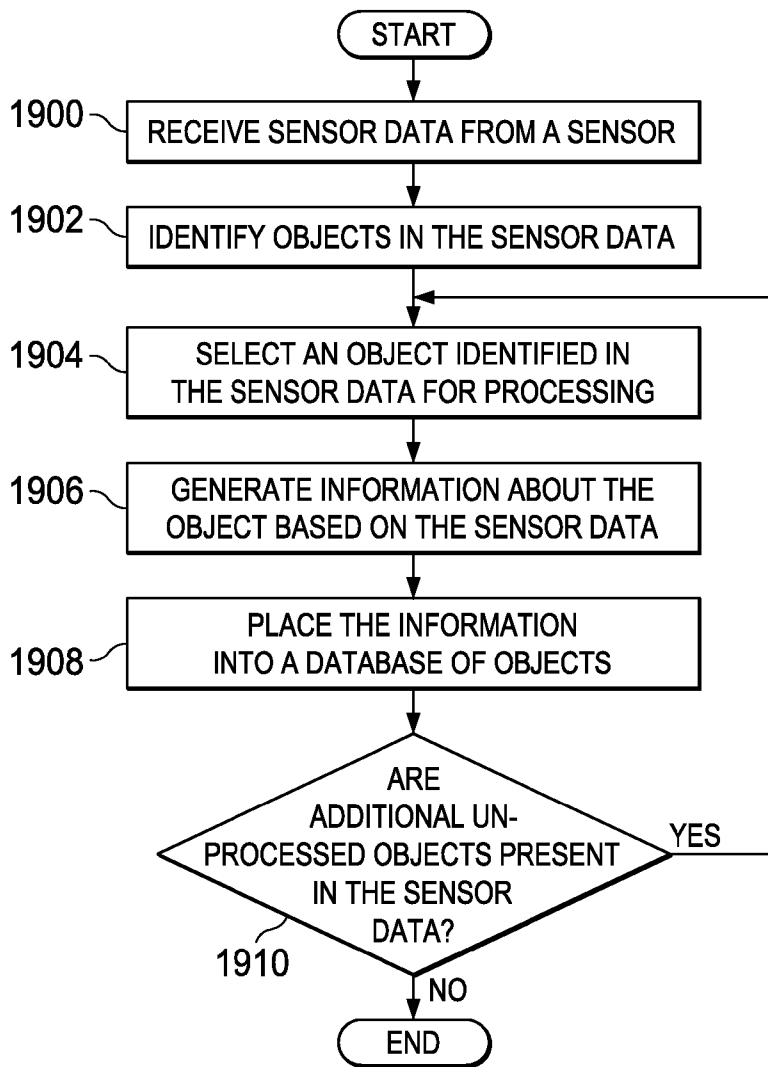 START
1900
RECEIVE SENSOR DATA FROM A SENSOR
1902
IDENTIFY OBJECTS IN THE SENSOR DATA
1904
SELECT AN OBJECT IDENTIFIED IN
THE SENSOR DATA FOR PROCESSING
1906
GENERATE INFORMATION ABOUT THE
OBJECT BASED ON THE SENSOR DATA
1908
PLACE THE INFORMATION
INTO A DATABASE OF OBJECTS
ARE
ADDITIONAL UN-
PROCESSED OBJECTS PRESENT
IN THE SENSOR
DATA?
YES
1910
NO
END